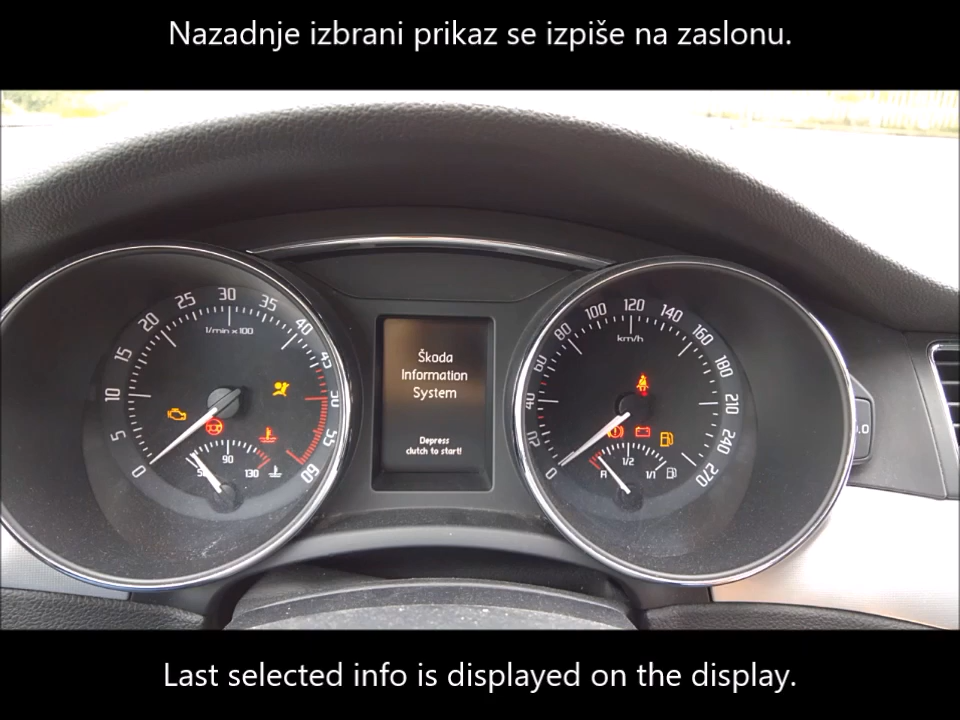 Nazadnje izbrani prikaz se izpiše na zaslonu.
0 5 10 15 20 25 30 35 40 45 50 55 60
1/min x 100
50 90 130
Škoda
Information
System
Depress
clutch to start!
0 20 40 60 80 100 120 140 160 180 210 240 270
km/h
R 1/2 1/1
Last selected info is displayed on the display.